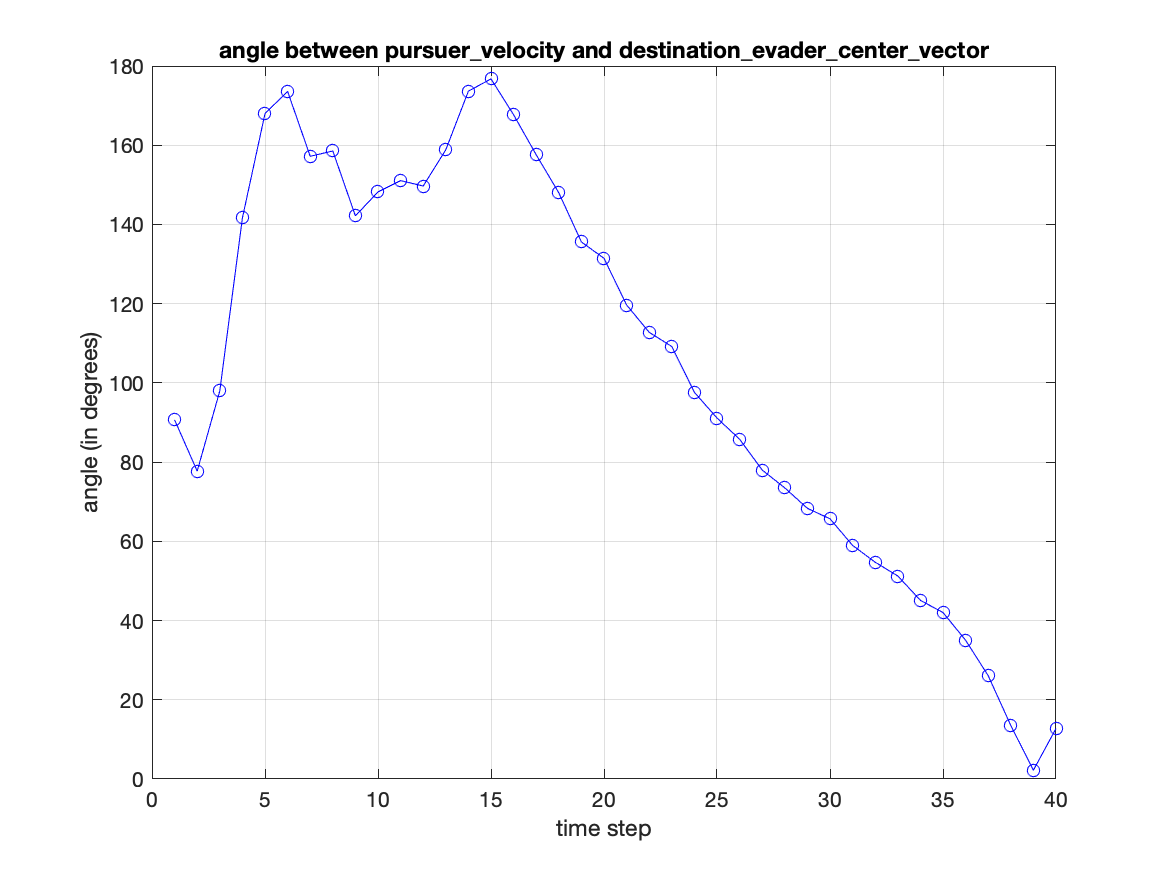 angle between pursuer_velocity and destination_evader_center_vector
180
160
140
120
100
80
60
40
20
0
angle (in degrees)
0 5 10 15 20 25 30 35 40
time step